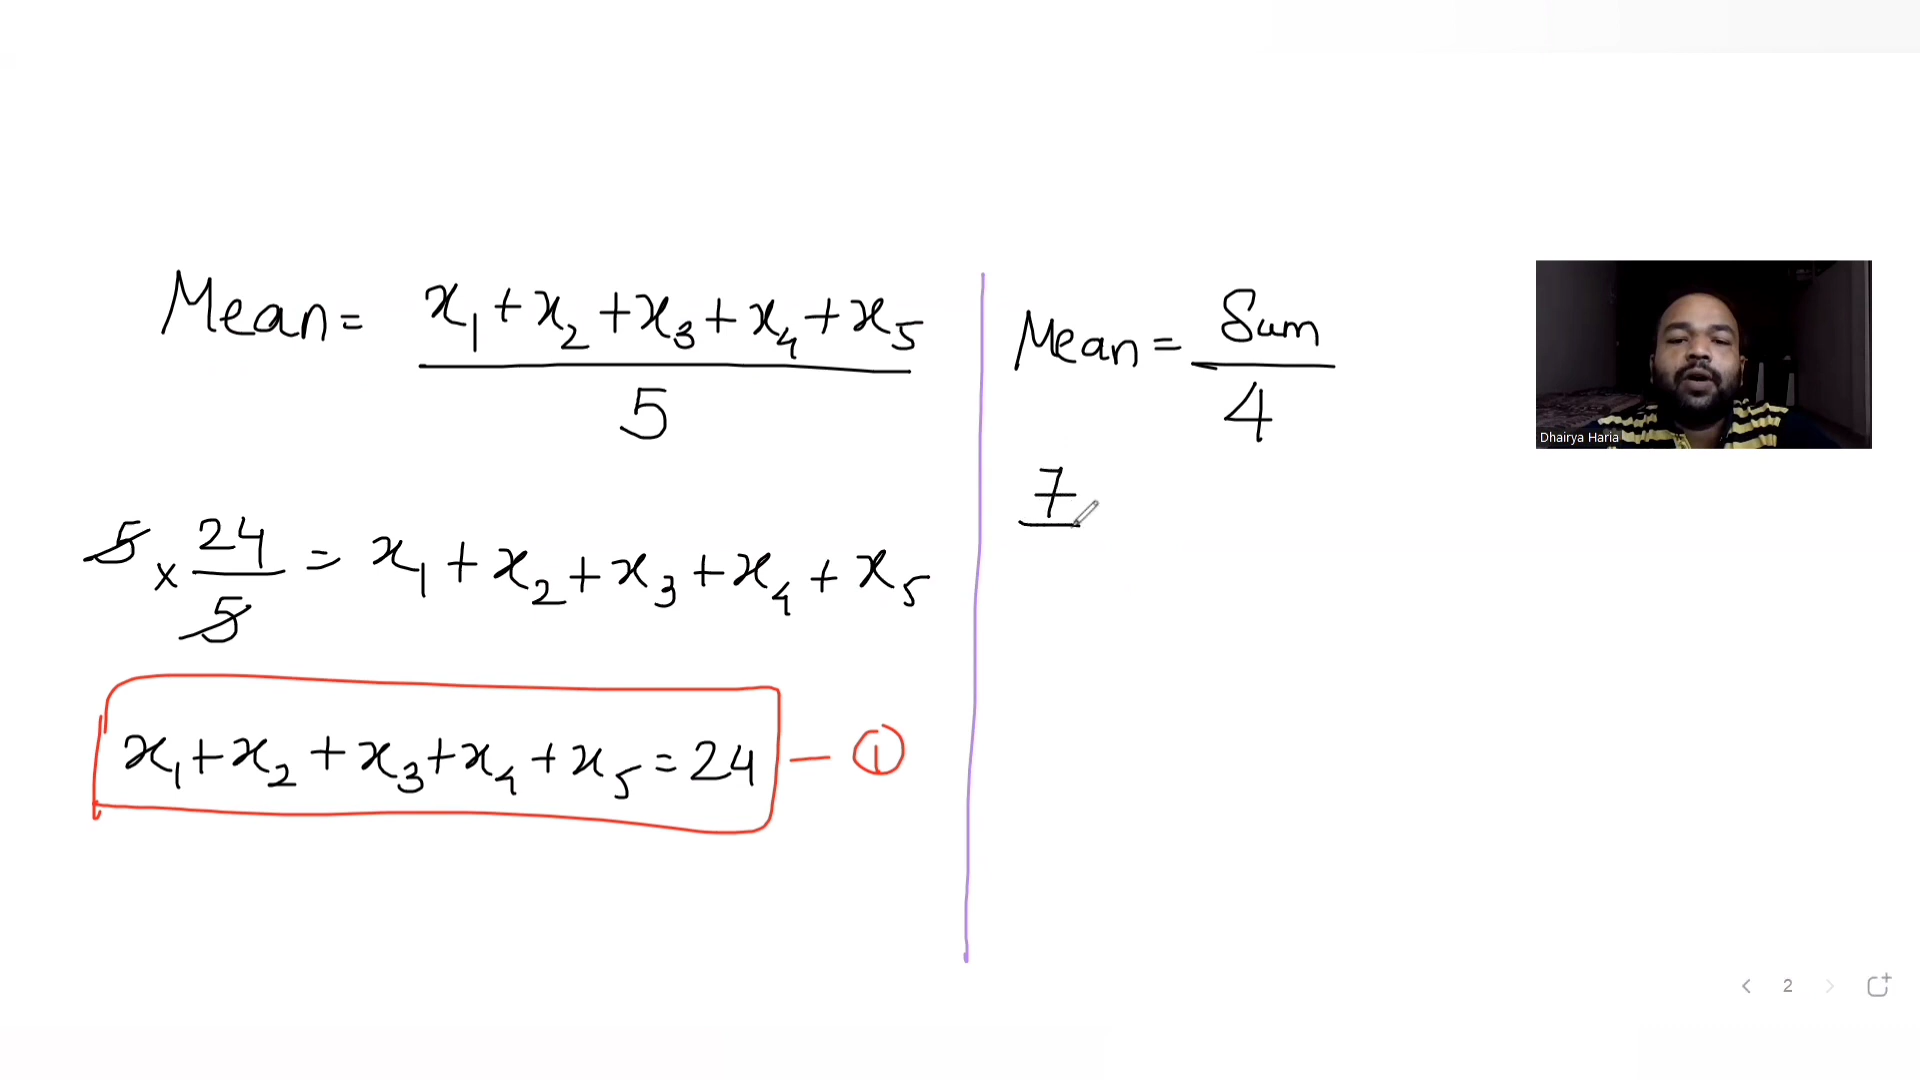 Mean = x₁ + x₂ + x₃ + x₄ + x₅
5
5 × 24 = x₁ + x₂ + x₃ + x₄ + x₅
5
x₁ + x₂ + x₃ + x₄ + x₅ = 24 — ①
Mean = Sum
4
7
Dhairya Haria
2